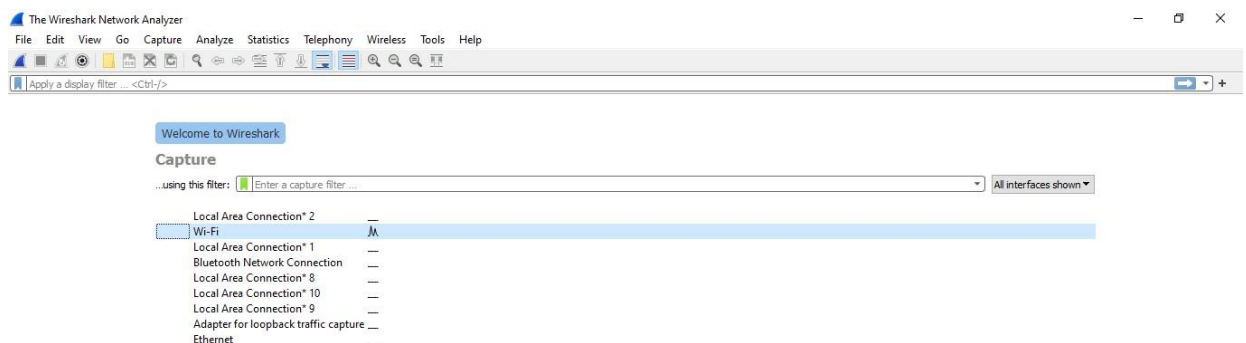 The Wireshark Network Analyzer
File Edit View Go Capture Analyze Statistics Telephony Wireless Tools Help
Apply a display filter ... <Ctrl-/>
+
Welcome to Wireshark
Capture
...using this filter: Enter a capture filter ... All interfaces shown
Local Area Connection* 2
Wi-Fi
Local Area Connection* 1
Bluetooth Network Connection
Local Area Connection* 8
Local Area Connection* 10
Local Area Connection* 9
Adapter for loopback traffic capture
Ethernet